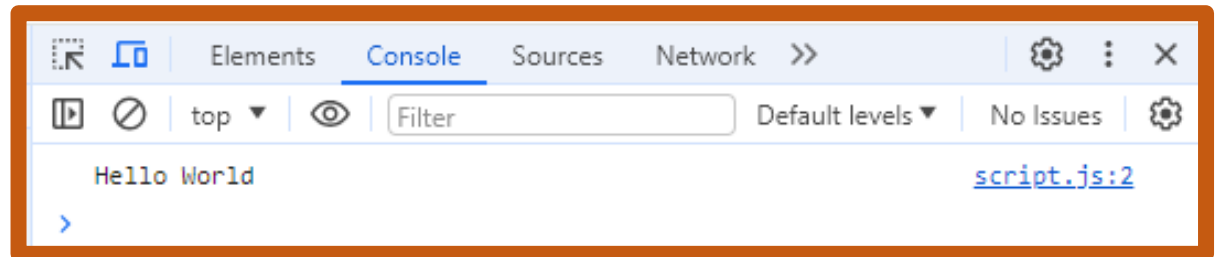 Elements Console Sources Network
top Filter Default levels No Issues
Hello World script.js:2